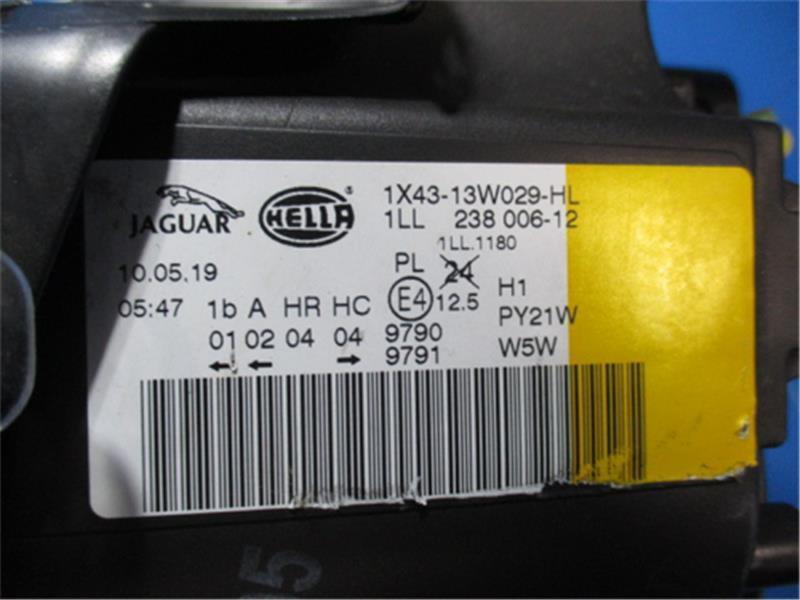 JAGUAR HELLA ® 1X43-13W029-HL
1LL 238 006-12
1LL.1180
10.05.19 PL 24
05:47 1b A HR HC E4 12.5 H1
01 02 04 04 9790 PY21W
← ← → 9791 W5W